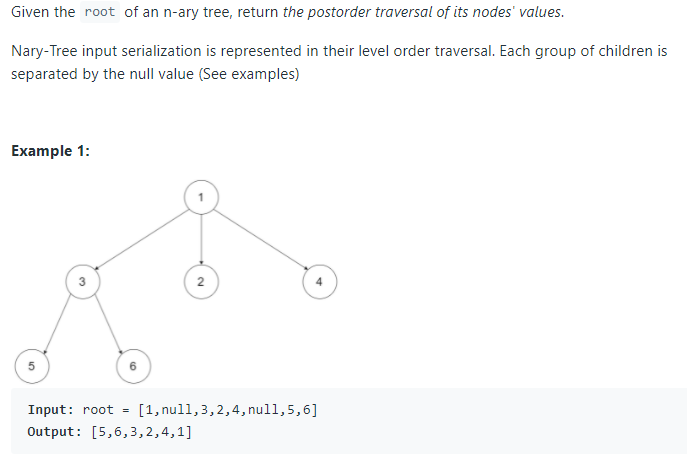 Given the root of an n-ary tree, return the postorder traversal of its nodes' values.
Nary-Tree input serialization is represented in their level order traversal. Each group of children is
separated by the null value (See examples)
Example 1:
1
3
2
4
5
6
Input: root = [1,null,3,2,4,null,5,6]
Output: [5,6,3,2,4,1]